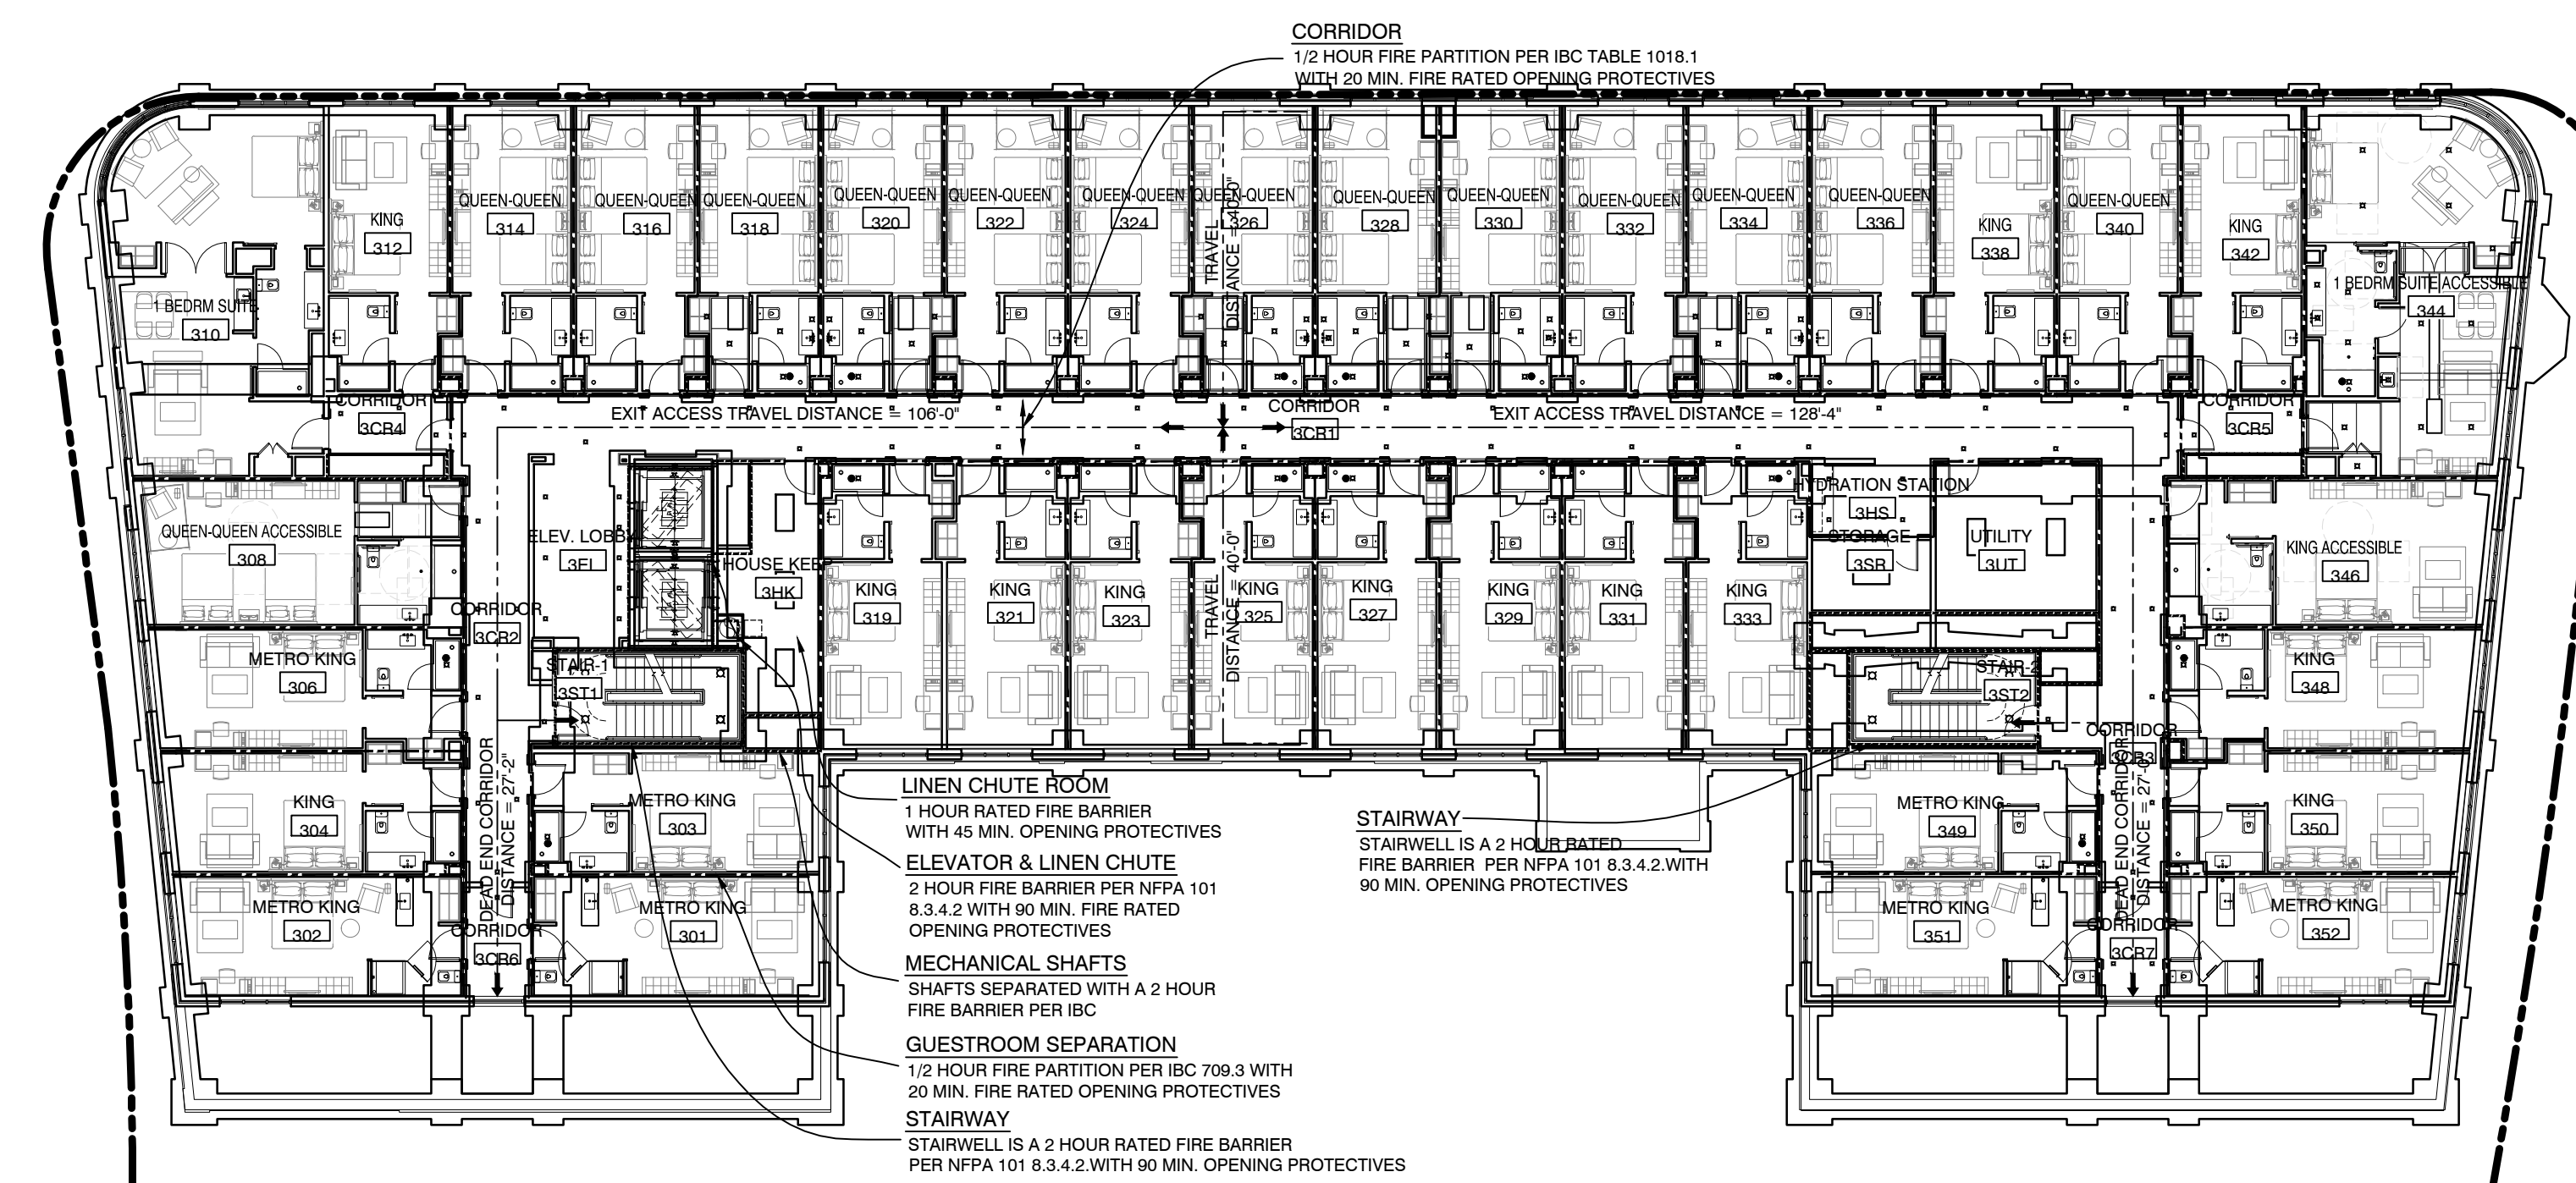 CORRIDOR
1/2 HOUR FIRE PARTITION PER IBC TABLE 1018.1
WITH 20 MIN. FIRE RATED OPENING PROTECTIVES
1 BEDRM SUITE
310
KING
312
QUEEN-QUEEN
314
QUEEN-QUEEN
316
QUEEN-QUEEN
318
QUEEN-QUEEN
320
QUEEN-QUEEN
322
QUEEN-QUEEN
324
QUEEN-QUEEN
326
QUEEN-QUEEN
328
QUEEN-QUEEN
330
QUEEN-QUEEN
332
QUEEN-QUEEN
334
QUEEN-QUEEN
336
KING
338
QUEEN-QUEEN
340
KING
342
1 BEDRM SUITE ACCESSIBLE
344
TRAVEL
DISTANCE = 40'-0"
CORRIDOR
3CR4
EXIT ACCESS TRAVEL DISTANCE = 106'-0"
CORRIDOR
3CR1
EXIT ACCESS TRAVEL DISTANCE = 128'-4"
CORRIDOR
3CR5
QUEEN-QUEEN ACCESSIBLE
308
ELEV. LOBBY
3EL
HOUSE KEEP
3HK
CORRIDOR
3CR2
KING
319
KING
321
KING
323
TRAVEL
DISTANCE = 40'-0"
KING
325
KING
327
KING
329
KING
331
KING
333
HYDRATION STATION
3HS
STORAGE
3SR
UTILITY
3UT
KING ACCESSIBLE
346
METRO KING
306
STAIR-1
3ST1
STAIR-2
3ST2
KING
348
CORRIDOR
3CR3
KING
304
DEAD END CORRIDOR
DISTANCE = 27'-2"
METRO KING
303
METRO KING
349
DEAD END CORRIDOR
DISTANCE = 27'-0"
KING
350
METRO KING
302
METRO KING
301
CORRIDOR
3CR6
METRO KING
351
METRO KING
352
CORRIDOR
3CR7
LINEN CHUTE ROOM
1 HOUR RATED FIRE BARRIER
WITH 45 MIN. OPENING PROTECTIVES
ELEVATOR & LINEN CHUTE
2 HOUR FIRE BARRIER PER NFPA 101
8.3.4.2 WITH 90 MIN. FIRE RATED
OPENING PROTECTIVES
MECHANICAL SHAFTS
SHAFTS SEPARATED WITH A 2 HOUR
FIRE BARRIER PER IBC
GUESTROOM SEPARATION
1/2 HOUR FIRE PARTITION PER IBC 709.3 WITH
20 MIN. FIRE RATED OPENING PROTECTIVES
STAIRWAY
STAIRWELL IS A 2 HOUR RATED FIRE BARRIER
PER NFPA 101 8.3.4.2.WITH 90 MIN. OPENING PROTECTIVES
STAIRWAY
STAIRWELL IS A 2 HOUR RATED
FIRE BARRIER PER NFPA 101 8.3.4.2.WITH
90 MIN. OPENING PROTECTIVES